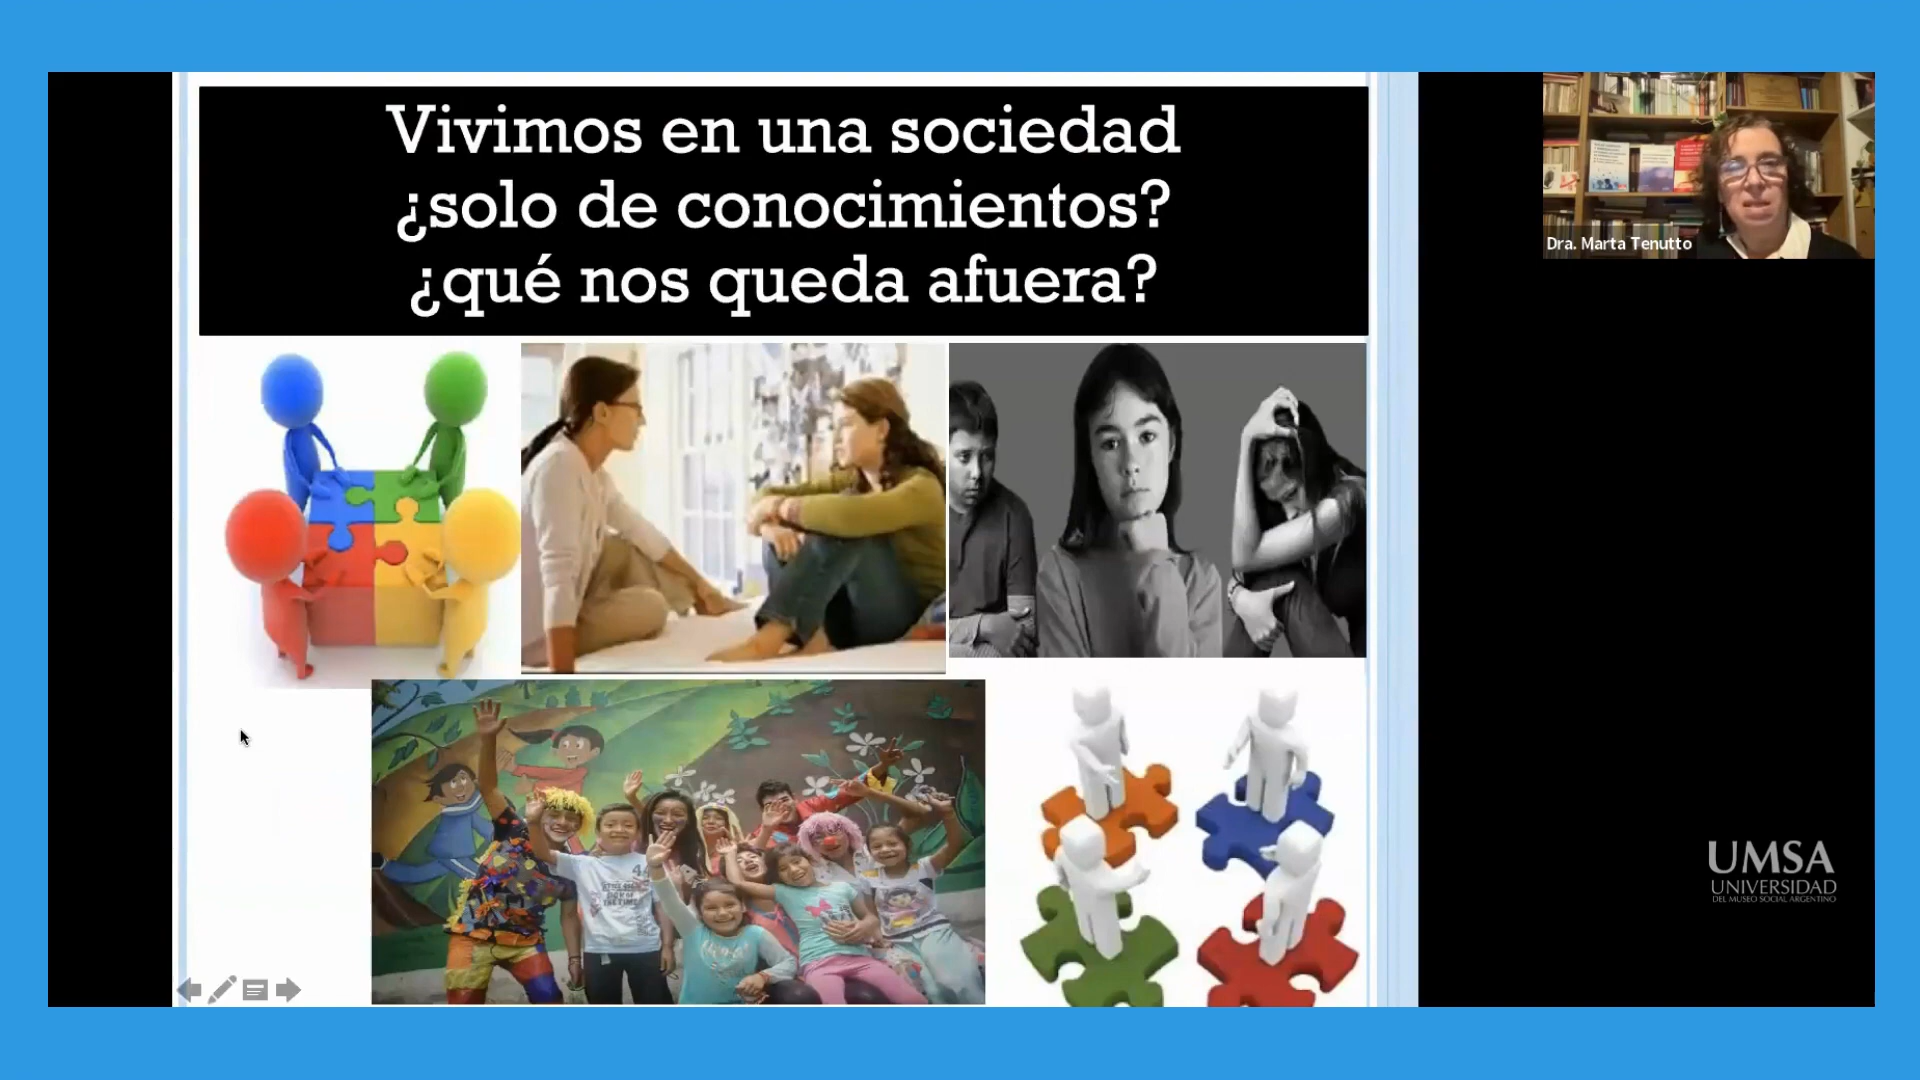 Vivimos en una sociedad
¿solo de conocimientos?
¿qué nos queda afuera?
Dra. Marta Tenutto
UMSA
UNIVERSIDAD
DEL MUSEO SOCIAL ARGENTINO